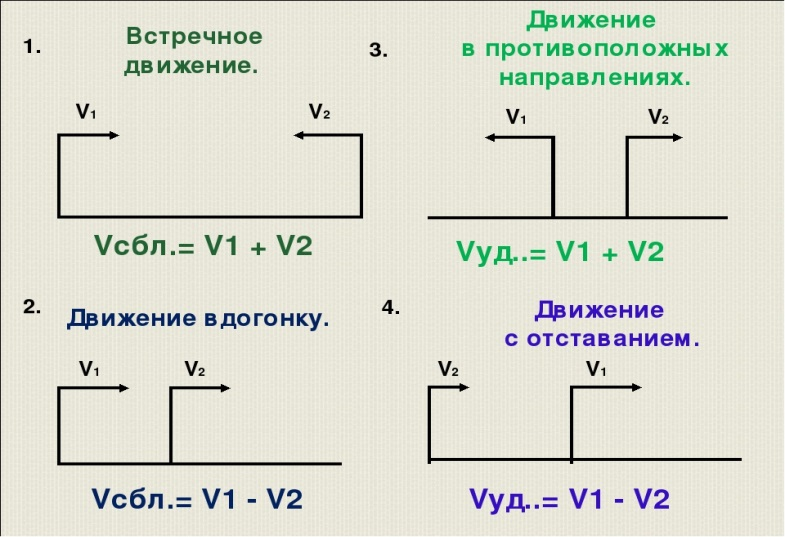 1.
Встречное
движение.
V1
V2
Vсбл.= V1 + V2
2.
Движение вдогонку.
V1
V2
Vсбл.= V1 - V2
3.
Движение
в противоположных
направлениях.
V1
V2
Vуд..= V1 + V2
4.
Движение
с отставанием.
V2
V1
Vуд..= V1 - V2